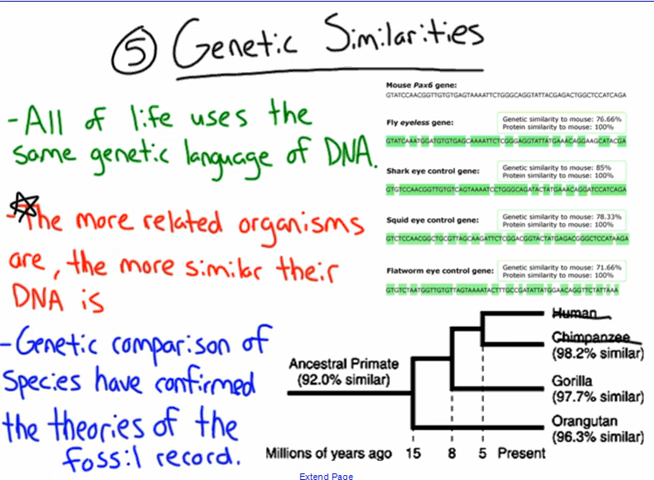 ⑤ Genetic Similarities
-All of life uses the
same genetic language of DNA.
-The more related organisms
are, the more similar their
DNA is
-Genetic comparison of
Species have confirmed
the theories of the
fossil record.
Mouse Pax6 gene:
GTATCCAACGGTTGTGTGAGTAAAATTCTGGGCAGGTATTACGAGACTGGCTCCATCAGA
Fly eyeless gene:
Genetic similarity to mouse: 76.66%
Protein similarity to mouse: 100%
GTATCAAATGGATGTGTGAGCAAAATTCTCGGGAGGTATTATGAAACAGGAAGCATACGA
Shark eye control gene:
Genetic similarity to mouse: 85%
Protein similarity to mouse: 100%
GTGTCCAACGGTTGTGTCAGTAAAATCCTGGGCAGATACTATGAAACAGGATCCATCAGA
Squid eye control gene:
Genetic similarity to mouse: 78.33%
Protein similarity to mouse: 100%
GTCTCCAACGGCTGCGTTAGCAAGATTCTCGGACGGTACTATGAGACGGGCTCCATAAGA
Flatworm eye control gene:
Genetic similarity to mouse: 71.66%
Protein similarity to mouse: 100%
GTGTCTAATGGTTGTGTTAGTAAAATACTTTGCCGATATTATGGAACAGGTTCTATTAAA
Human
Chimpanzee
(98.2% similar)
Ancestral Primate
(92.0% similar)
Gorilla
(97.7% similar)
Orangutan
(96.3% similar)
Millions of years ago 15 8 5 Present
Extend Page